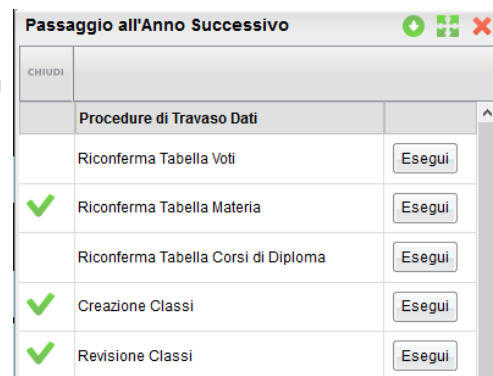 Passaggio all'Anno Successivo
CHIUDI
Procedure di Travaso Dati
Riconferma Tabella Voti Esegui
Riconferma Tabella Materia Esegui
Riconferma Tabella Corsi di Diploma Esegui
Creazione Classi Esegui
Revisione Classi Esegui